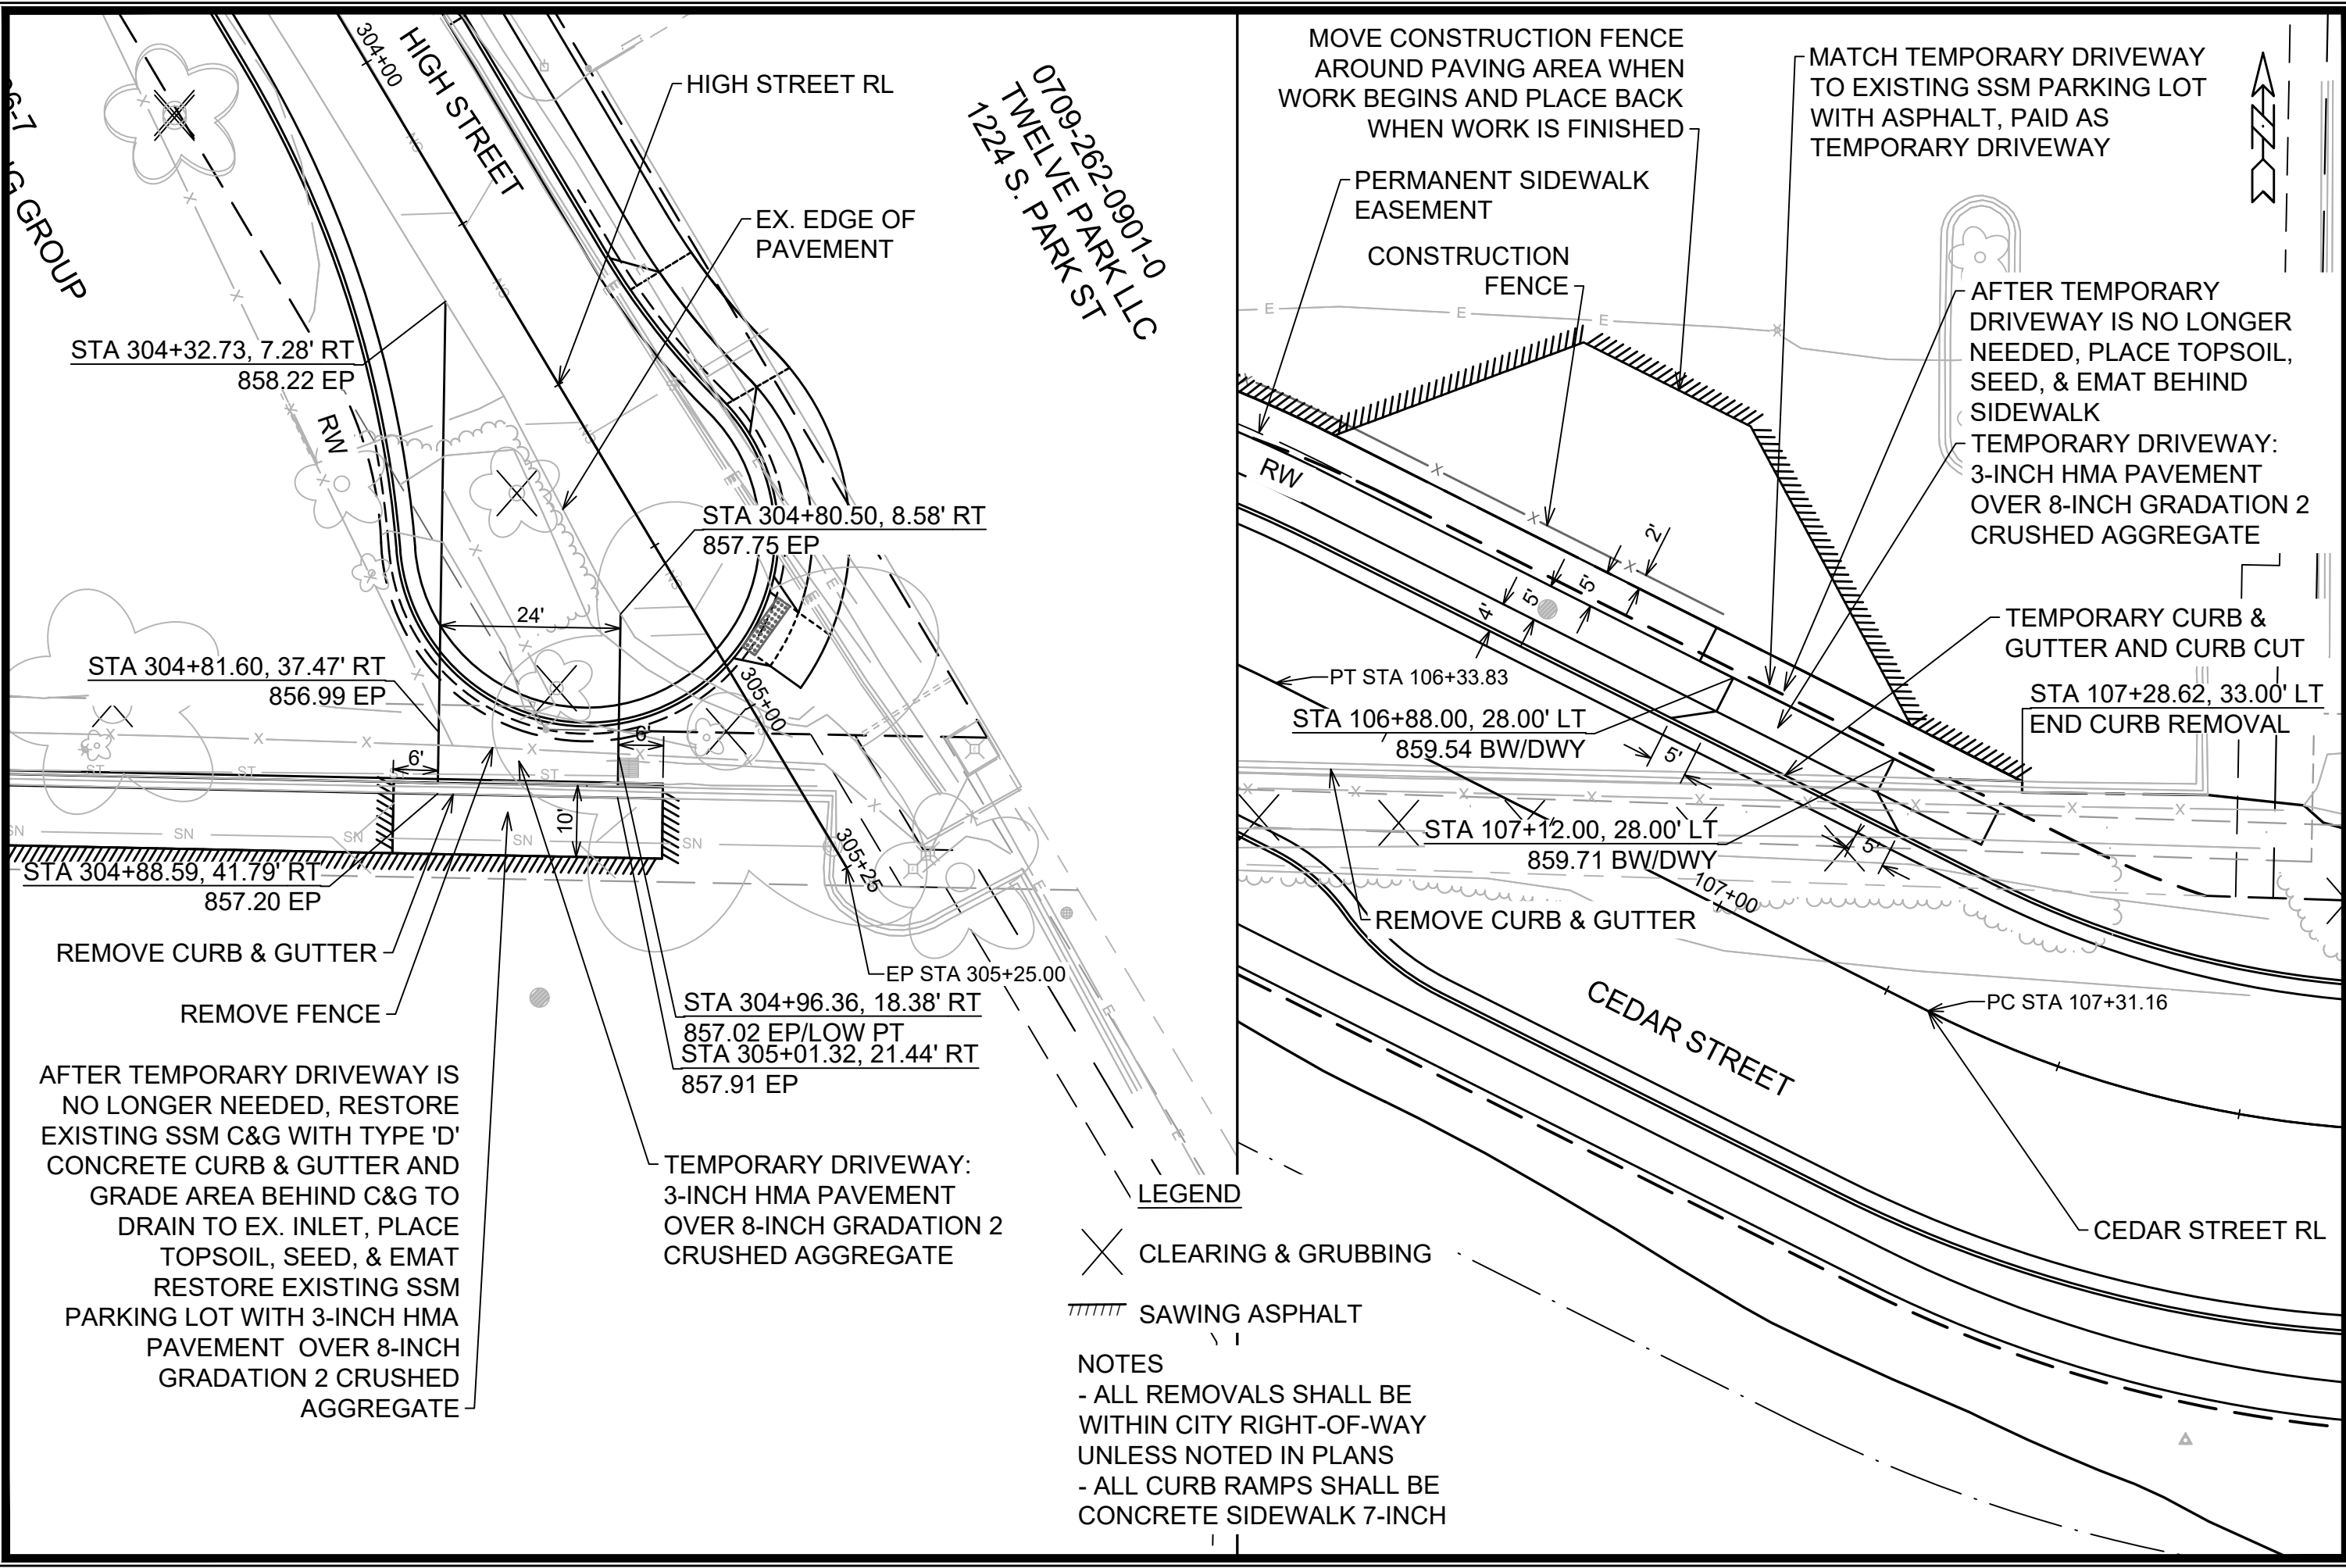 304+00
HIGH STREET
HIGH STREET RL
0709-262-0901-0
TWELVE PARK LLC
1224 S. PARK ST
GROUP
EX. EDGE OF
PAVEMENT
STA 304+32.73, 7.28' RT
858.22 EP
RW
STA 304+80.50, 8.58' RT
857.75 EP
24'
STA 304+81.60, 37.47' RT
856.99 EP
305+00
6'
6'
10'
ST
ST
ST
SN
SN
SN
SN
SN
305+25
STA 304+88.59, 41.79' RT
857.20 EP
REMOVE CURB & GUTTER
REMOVE FENCE
EP STA 305+25.00
STA 304+96.36, 18.38' RT
857.02 EP/LOW PT
STA 305+01.32, 21.44' RT
857.91 EP
AFTER TEMPORARY DRIVEWAY IS
NO LONGER NEEDED, RESTORE
EXISTING SSM C&G WITH TYPE 'D'
CONCRETE CURB & GUTTER AND
GRADE AREA BEHIND C&G TO
DRAIN TO EX. INLET, PLACE
TOPSOIL, SEED, & EMAT
RESTORE EXISTING SSM
PARKING LOT WITH 3-INCH HMA
PAVEMENT OVER 8-INCH
GRADATION 2 CRUSHED
AGGREGATE
TEMPORARY DRIVEWAY:
3-INCH HMA PAVEMENT
OVER 8-INCH GRADATION 2
CRUSHED AGGREGATE
LEGEND
CLEARING & GRUBBING
SAWING ASPHALT
NOTES
- ALL REMOVALS SHALL BE
WITHIN CITY RIGHT-OF-WAY
UNLESS NOTED IN PLANS
- ALL CURB RAMPS SHALL BE
CONCRETE SIDEWALK 7-INCH
MOVE CONSTRUCTION FENCE
AROUND PAVING AREA WHEN
WORK BEGINS AND PLACE BACK
WHEN WORK IS FINISHED
MATCH TEMPORARY DRIVEWAY
TO EXISTING SSM PARKING LOT
WITH ASPHALT, PAID AS
TEMPORARY DRIVEWAY
N
PERMANENT SIDEWALK
EASEMENT
CONSTRUCTION
FENCE
E
E
E
AFTER TEMPORARY
DRIVEWAY IS NO LONGER
NEEDED, PLACE TOPSOIL,
SEED, & EMAT BEHIND
SIDEWALK
TEMPORARY DRIVEWAY:
3-INCH HMA PAVEMENT
OVER 8-INCH GRADATION 2
CRUSHED AGGREGATE
RW
2'
5'
5'
4'
TEMPORARY CURB &
GUTTER AND CURB CUT
PT STA 106+33.83
STA 106+88.00, 28.00' LT
859.54 BW/DWY
5'
STA 107+28.62, 33.00' LT
END CURB REMOVAL
STA 107+12.00, 28.00' LT
859.71 BW/DWY
5'
107+00
REMOVE CURB & GUTTER
CEDAR STREET
PC STA 107+31.16
CEDAR STREET RL